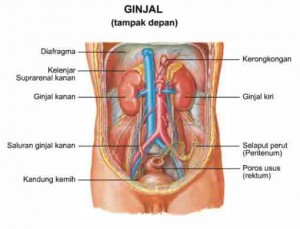 GINJAL
(tampak depan)
Diafragma
Kelenjar
Suprarenal kanan
Ginjal kanan
Saluran ginjal kanan
Kandung kemih
Kerongkongan
Ginjal kiri
Selaput perut
(Peritenum)
Poros usus
(rektum)